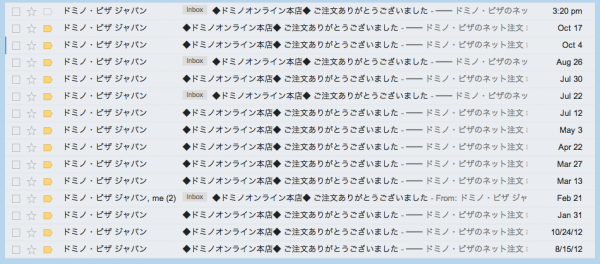 ドミノ・ピザ ジャパン Inbox ◆ドミノオンライン本店◆ ご注文ありがとうございました - ━━ ドミノ・ピザのネッ 3:20 pm
ドミノ・ピザ ジャパン ◆ドミノオンライン本店◆ ご注文ありがとうございました - ━━ ドミノ・ピザのネット注文 Oct 17
ドミノ・ピザ ジャパン ◆ドミノオンライン本店◆ ご注文ありがとうございました - ━━ ドミノ・ピザのネット注文 Oct 4
ドミノ・ピザ ジャパン Inbox ◆ドミノオンライン本店◆ ご注文ありがとうございました - ━━ ドミノ・ピザのネッ Aug 26
ドミノ・ピザ ジャパン ◆ドミノオンライン本店◆ ご注文ありがとうございました - ━━ ドミノ・ピザのネット注文 Jul 30
ドミノ・ピザ ジャパン Inbox ◆ドミノオンライン本店◆ ご注文ありがとうございました - ━━ ドミノ・ピザのネッ Jul 22
ドミノ・ピザ ジャパン ◆ドミノオンライン本店◆ ご注文ありがとうございました - ━━ ドミノ・ピザのネット注文 Jul 12
ドミノ・ピザ ジャパン ◆ドミノオンライン本店◆ ご注文ありがとうございました - ━━ ドミノ・ピザのネット注文 May 3
ドミノ・ピザ ジャパン ◆ドミノオンライン本店◆ ご注文ありがとうございました - ━━ ドミノ・ピザのネット注文 Apr 22
ドミノ・ピザ ジャパン ◆ドミノオンライン本店◆ ご注文ありがとうございました - ━━ ドミノ・ピザのネット注文 Mar 27
ドミノ・ピザ ジャパン ◆ドミノオンライン本店◆ ご注文ありがとうございました - ━━ ドミノ・ピザのネット注文 Mar 13
ドミノ・ピザ ジャパン, me (2) Inbox ◆ドミノオンライン本店◆ ご注文ありがとうございました - From: ドミノ・ピザ ジャ Feb 21
ドミノ・ピザ ジャパン ◆ドミノオンライン本店◆ ご注文ありがとうございました - ━━ ドミノ・ピザのネット注文 Jan 31
ドミノ・ピザ ジャパン ◆ドミノオンライン本店◆ ご注文ありがとうございました - ━━ ドミノ・ピザのネット注文 10/24/12
ドミノ・ピザ ジャパン ◆ドミノオンライン本店◆ ご注文ありがとうございました - ━━ ドミノ・ピザのネット注文 8/15/12